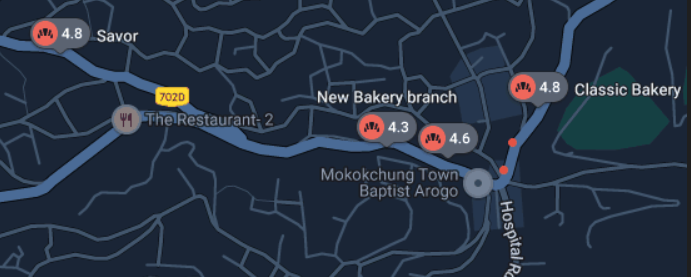 4.8 Savor
7020
The Restaurant- 2
New Bakery branch
4.3
4.6
4.8 Classic Bakery
Mokokchung Town
Baptist Arogo
Hospital Ro